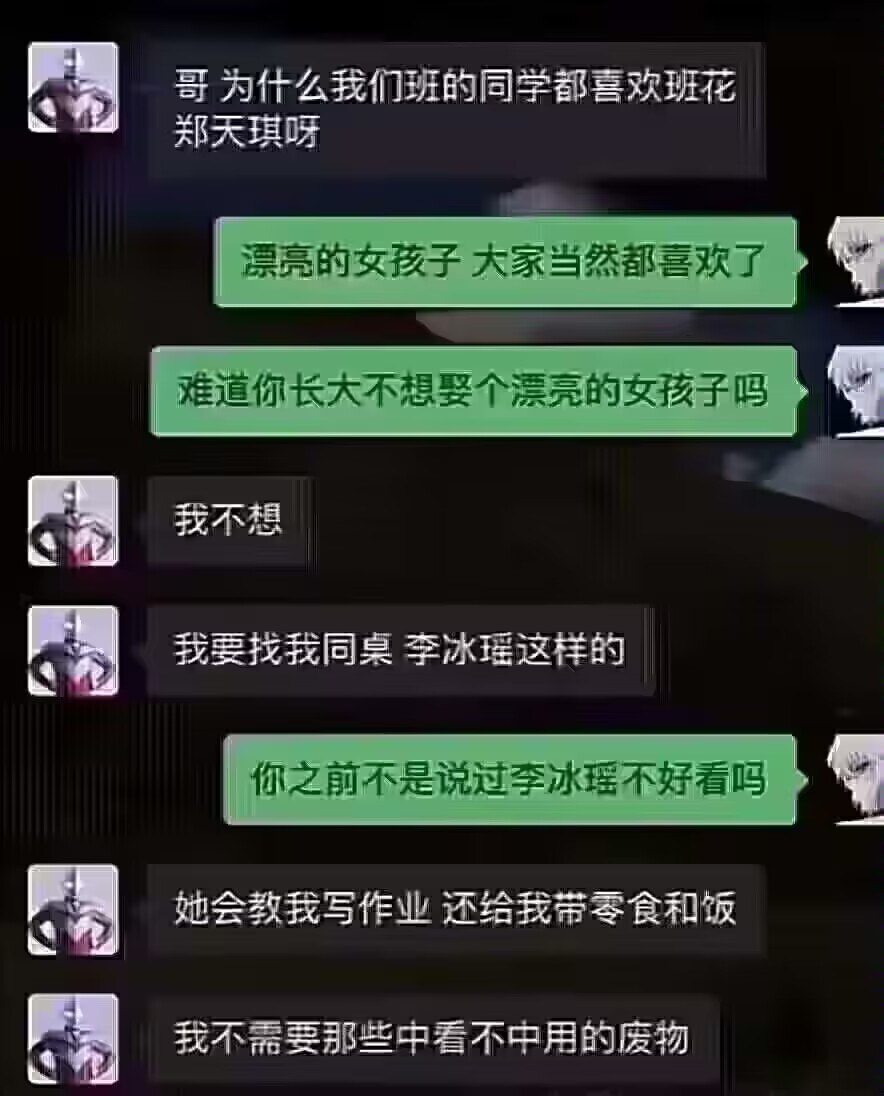 哥 为什么我们班的同学都喜欢班花
郑天琪呀
漂亮的女孩子 大家当然都喜欢了
难道你长大不想娶个漂亮的女孩子吗
我不想
我要找我同桌 李冰瑶这样的
你之前不是说过李冰瑶不好看吗
她会教我写作业 还给我带零食和饭
我不需要那些中看不中用的废物